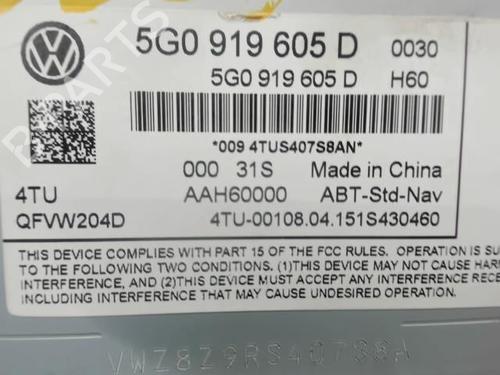 5G0 919 605 D 0030
5G0 919 605 D H60
*009 4TUS407S8AN*
000 31S Made in China
4TU AAH60000 ABT-Std-Nav
QFVW204D 4TU-00108.04.151S430460
THIS DEVICE COMPLIES WITH PART 15 OF THE FCC RULES. OPERATION IS SU
TO THE FOLLOWING TWO CONDITIONS. (1)THIS DEVICE MAY NOT CAUSE HARM
INTERFERENCE, AND (2)THIS DEVICE MUST ACCEPT ANY INTERFERENCE RECEI
INCLUDING INTERFERENCE THAT MAY CAUSE UNDESIRED OPERATION.
VWZ8Z9RS407S8A